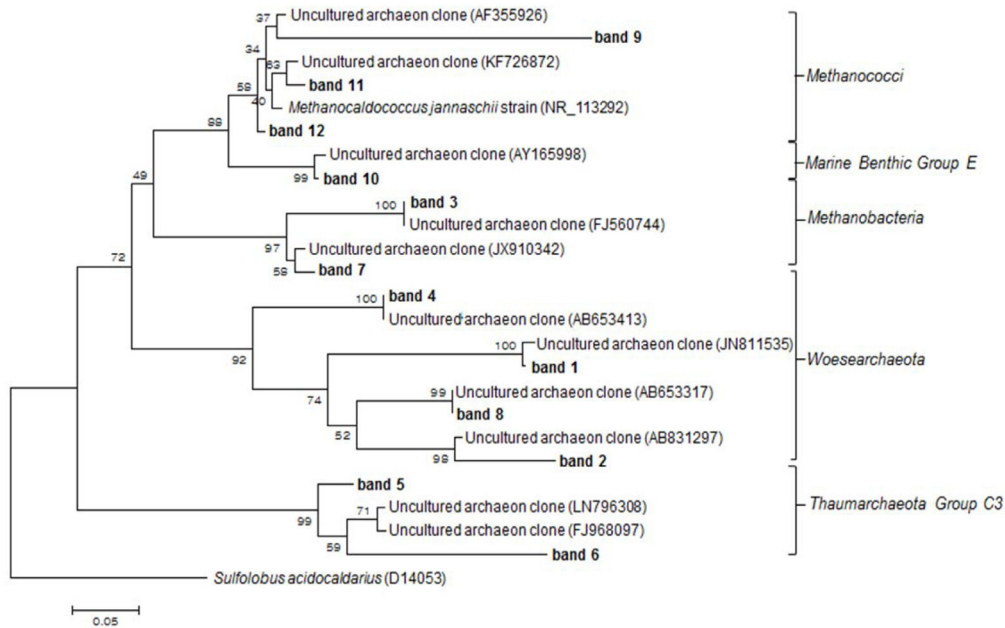 37
Uncultured archaeon clone (AF355926)
band 9
34
63
Uncultured archaeon clone (KF726872)
Methanococci
58
band 11
40
Methanocaldococcus jannaschii strain (NR_113292)
88
band 12
Uncultured archaeon clone (AY165998)
Marine Benthic Group E
49
99
band 10
100
band 3
Uncultured archaeon clone (FJ560744)
Methanobacteria
97
Uncultured archaeon clone (JX910342)
72
59
band 7
100
band 4
Uncultured archaeon clone (AB653413)
92
100
Uncultured archaeon clone (JN811535)
Woesearchaeota
band 1
74
99
Uncultured archaeon clone (AB653317)
band 8
52
Uncultured archaeon clone (AB831297)
98
band 2
band 5
99
71
Uncultured archaeon clone (LN796308)
Thaumarchaeota Group C3
Uncultured archaeon clone (FJ968097)
59
band 6
Sulfolobus acidocaldarius (D14053)
0.05